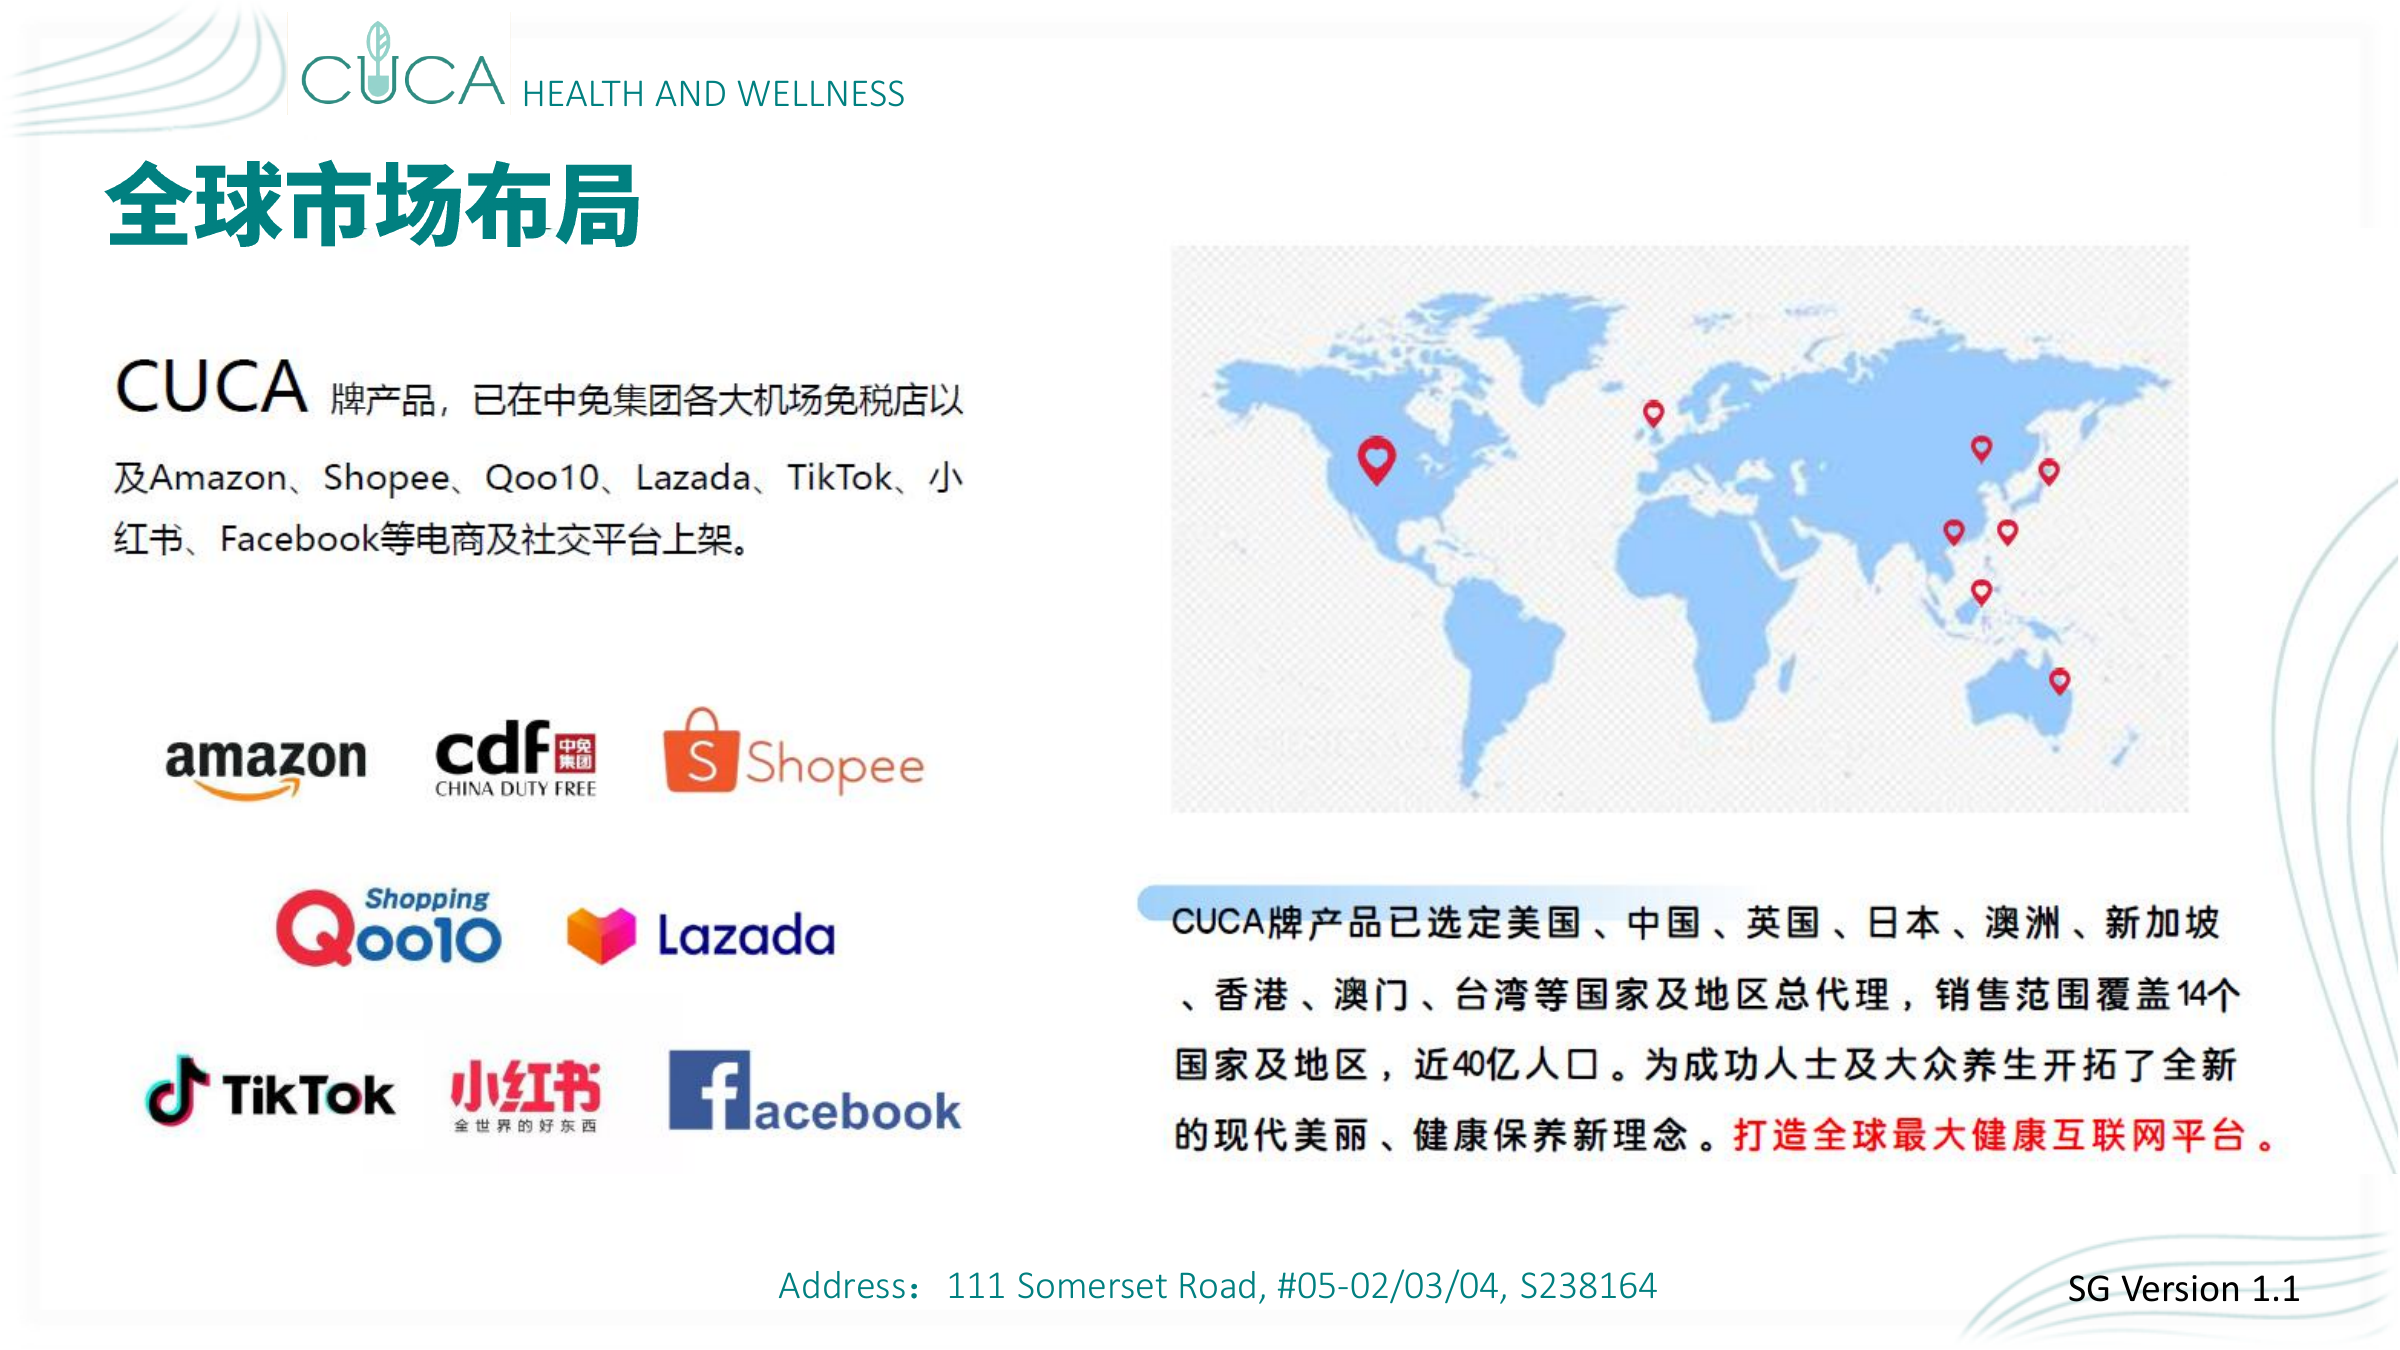 CUCA HEALTH AND WELLNESS
全球市场布局
CUCA 牌产品，已在中免集团各大机场免税店以
及Amazon、Shopee、Qoo10、Lazada、TikTok、小
红书、Facebook等电商及社交平台上架。
amazon
cdf 中免集团
CHINA DUTY FREE
S Shopee
Shopping
Qoo10
Lazada
TikTok
小红书
全世界的好东西
facebook
CUCA牌产品已选定美国、中国、英国、日本、澳洲、新加坡
、香港、澳门、台湾等国家及地区总代理，销售范围覆盖14个
国家及地区，近40亿人口。为成功人士及大众养生开拓了全新
的现代美丽、健康保养新理念。打造全球最大健康互联网平台。
Address：111 Somerset Road, #05-02/03/04, S238164
SG Version 1.1